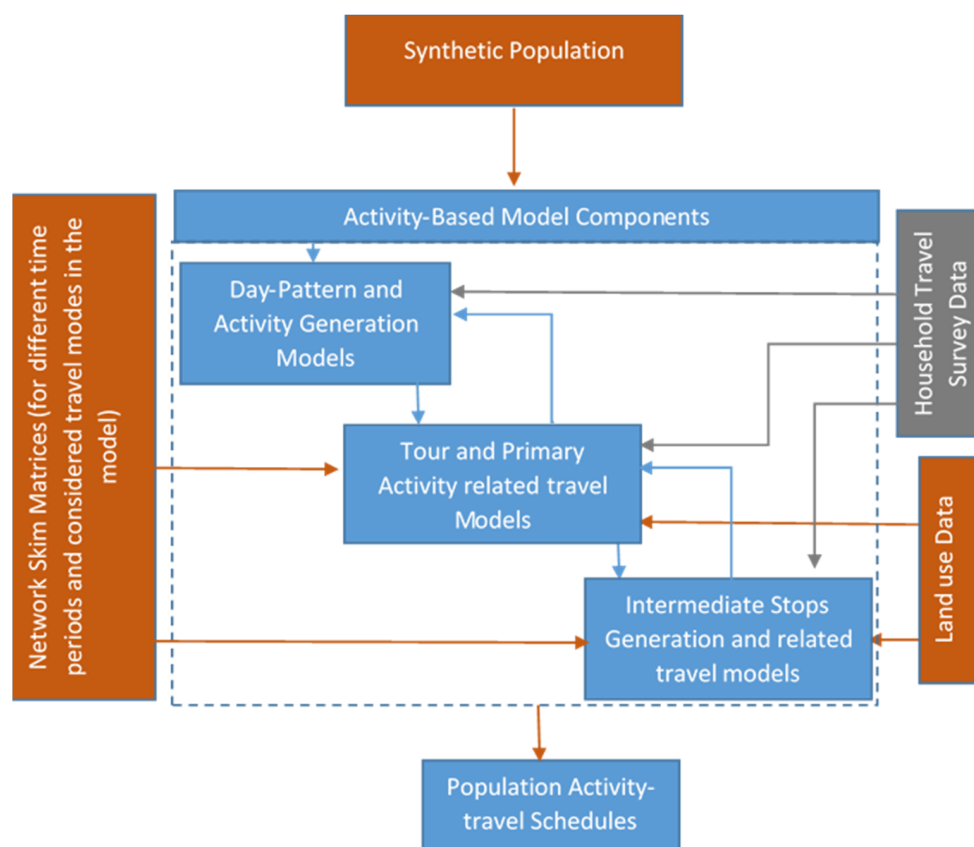 Synthetic Population
Activity-Based Model Components
Network Skim Matrices (for different time
periods and considered travel modes in the
model)
Day-Pattern and
Activity Generation
Models
Household Travel
Survey Data
Tour and Primary
Activity related travel
Models
Land use Data
Intermediate Stops
Generation and related
travel models
Population Activity-
travel Schedules